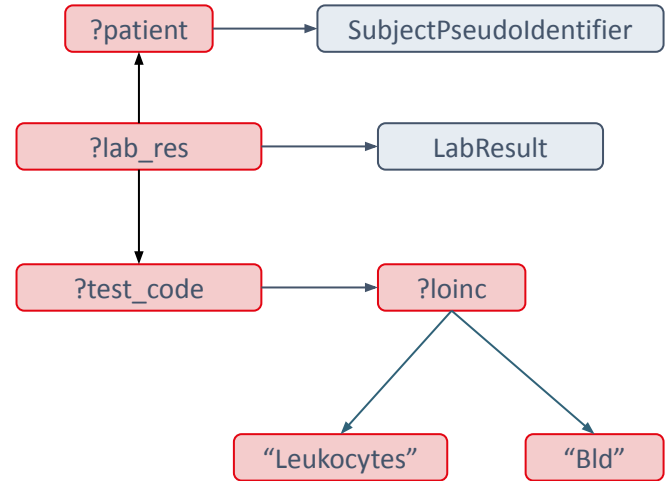 ?patient
SubjectPseudoIdentifier
?lab_res
LabResult
?test_code
?loinc
“Leukocytes”
“Bld”